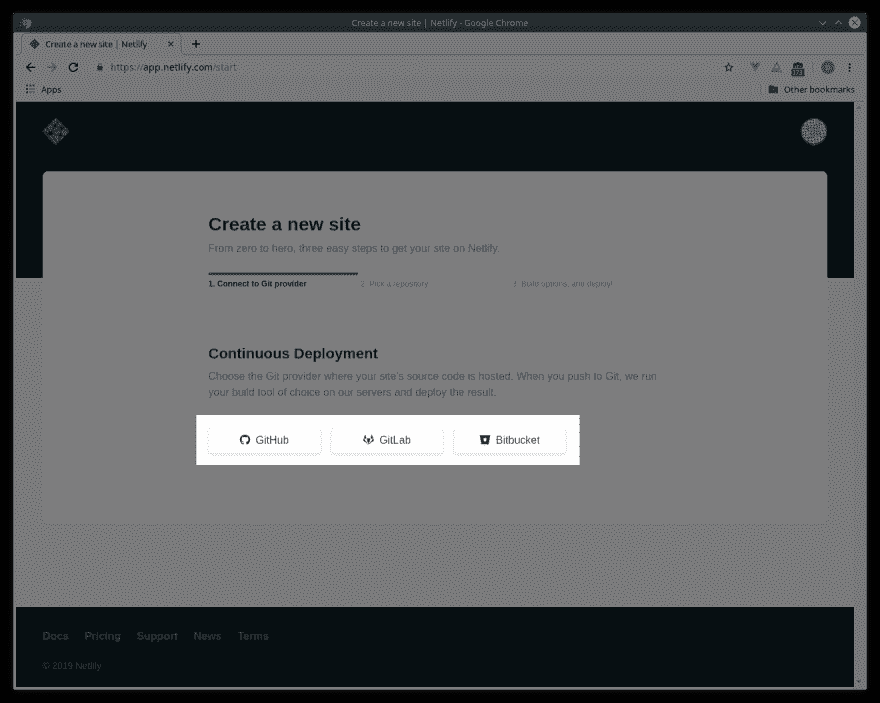 Create a new site - Netlify - Google Chrome
Create a new site | Netlify
https://app.netlify.com/start
Apps
Other bookmarks
Create a new site
From zero to hero, three easy steps to get your site on Netlify.
1. Connect to Git provider 2. Pick a repository 3. Build options, and deploy!
Continuous Deployment
Choose the Git provider where your site's source code is hosted. When you push to Git, we run
your build tool of choice on our servers and deploy the result.
GitHub GitLab Bitbucket
Docs Pricing Support News Terms
© 2019 Netlify